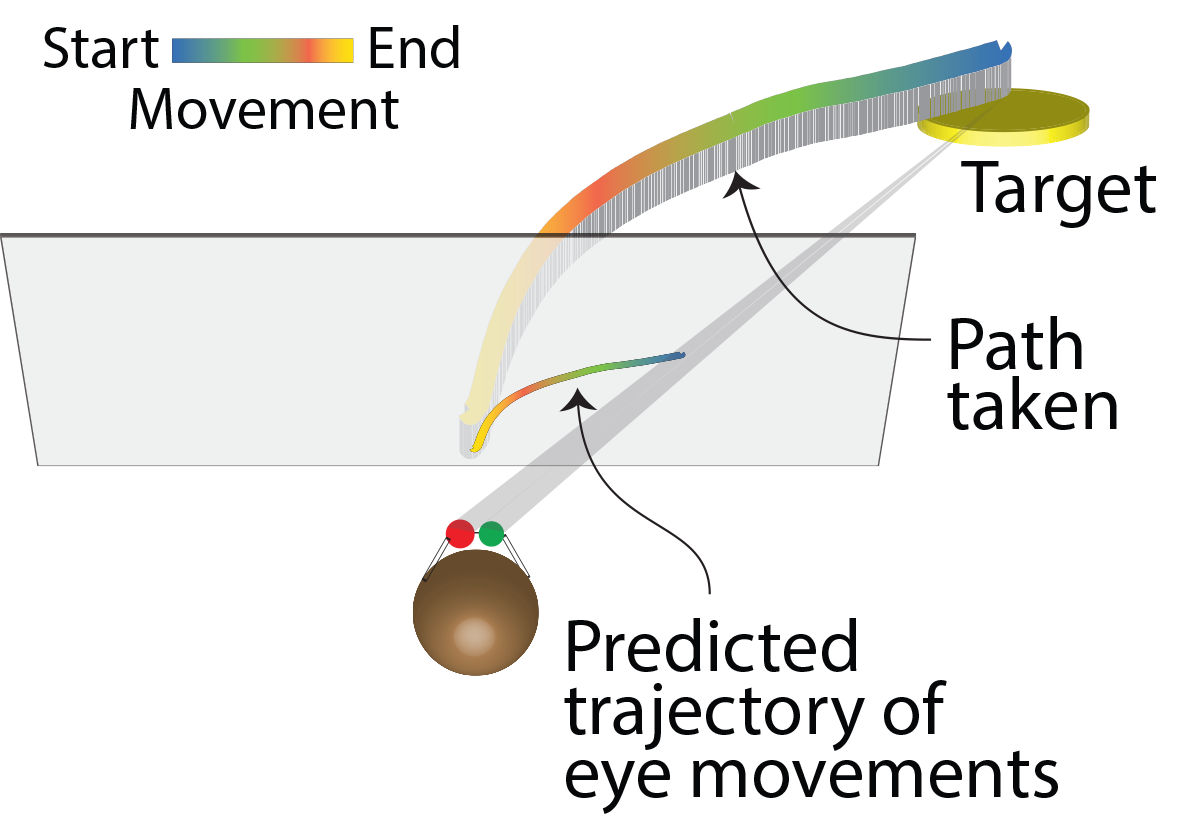 Start End
Movement
Target
Path
taken
Predicted
trajectory of
eye movements